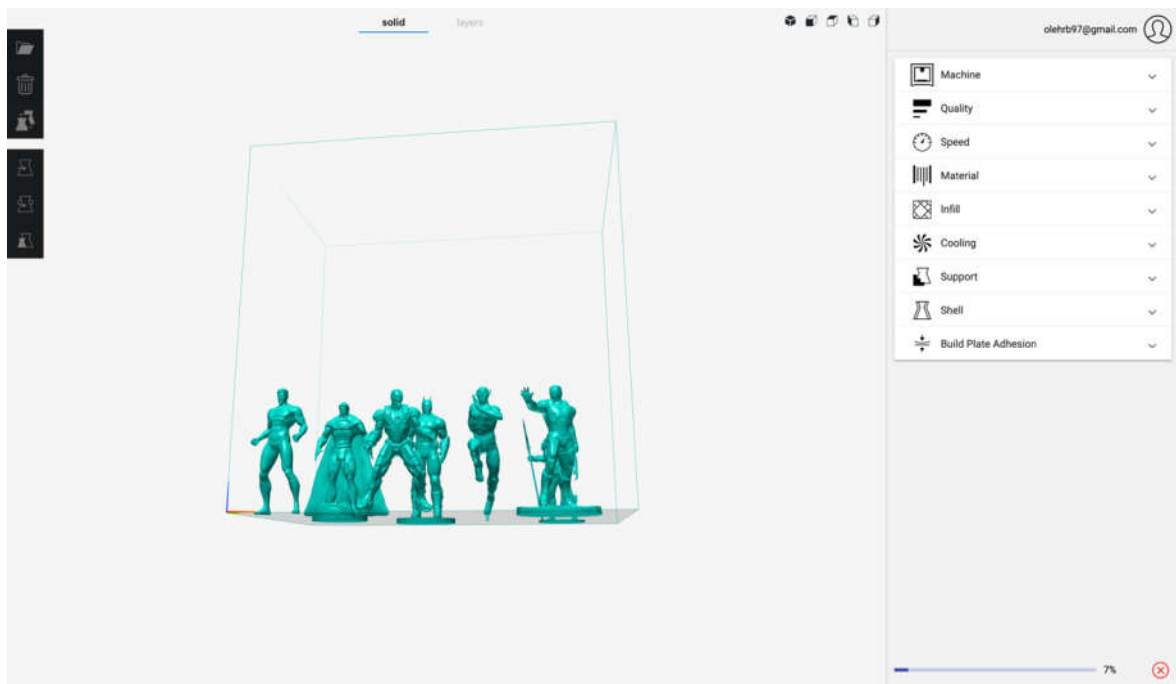 solid
layers
olehrb97@gmail.com
Machine
Quality
Speed
Material
Infill
Cooling
Support
Shell
Build Plate Adhesion
7%